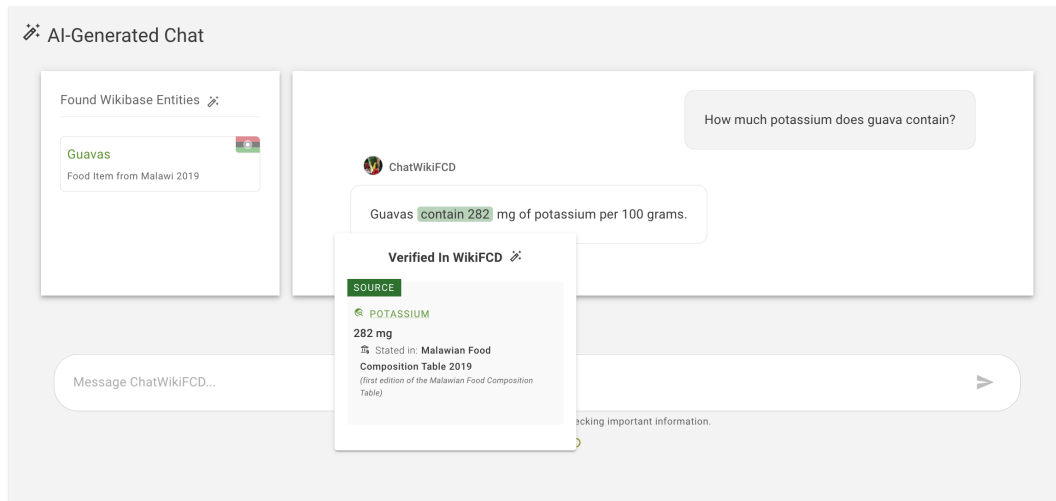 AI-Generated Chat
Found Wikibase Entities
Guavas
Food Item from Malawi 2019
How much potassium does guava contain?
ChatWikiFCD
Guavas contain 282 mg of potassium per 100 grams.
Verified In WikiFCD
SOURCE
POTASSIUM
282 mg
Stated in: Malawian Food
Composition Table 2019
(first edition of the Malawian Food Composition
Table)
Message ChatWikiFCD...
ecking important information.